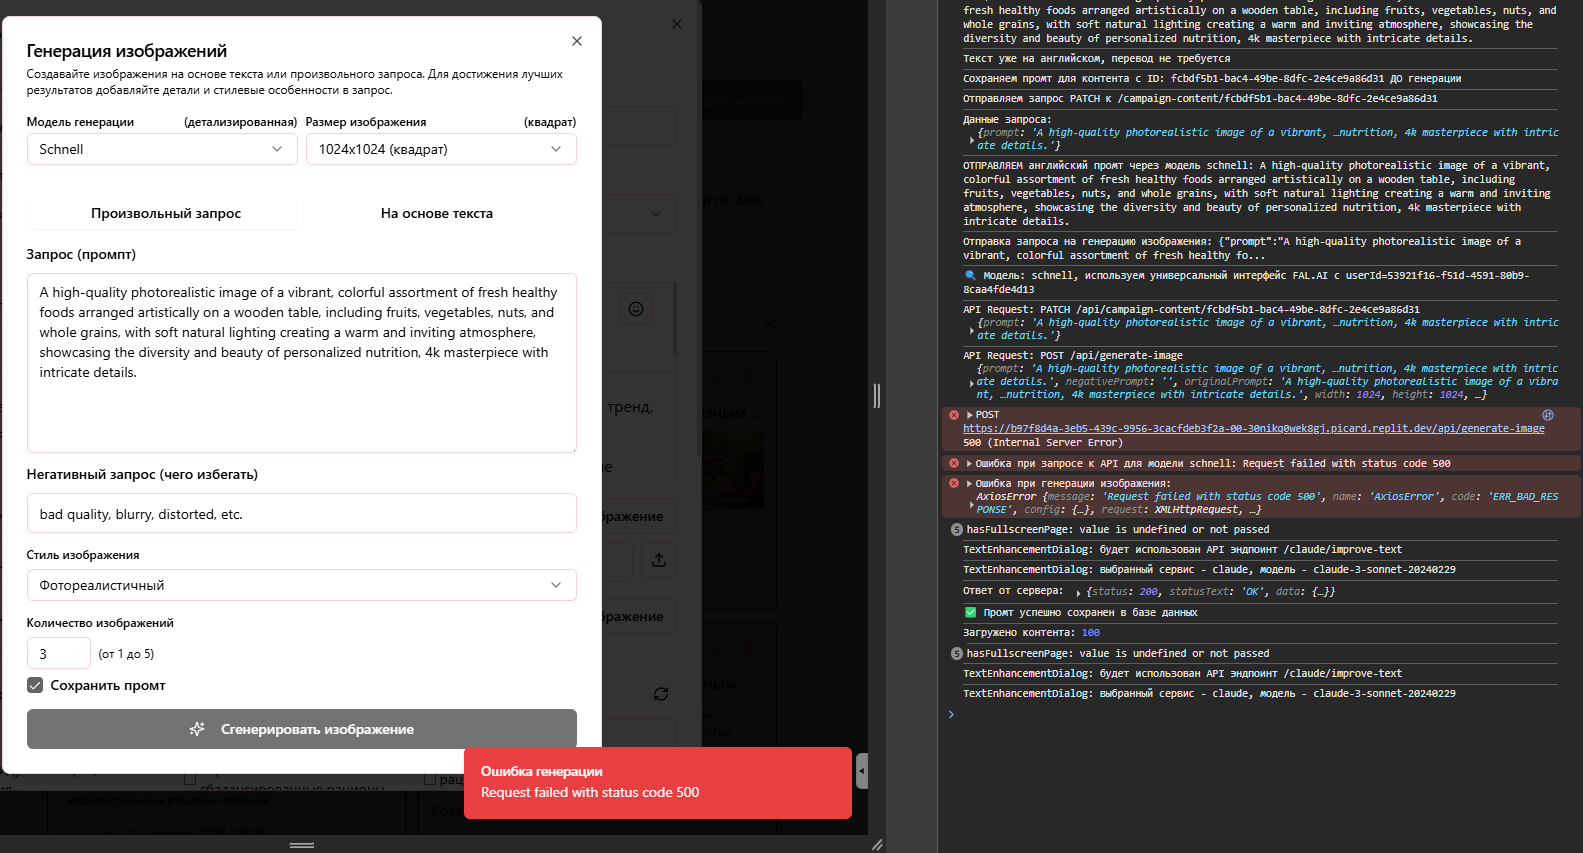 Генерация изображений
Создавайте изображения на основе текста или произвольного запроса. Для достижения лучших
результатов добавляйте детали и стилевые особенности в запрос.
Модель генерации (детализированная) Размер изображения (квадрат)
Schnell 1024x1024 (квадрат)
Произвольный запрос На основе текста
Запрос (промпт)
A high-quality photorealistic image of a vibrant, colorful assortment of fresh healthy
foods arranged artistically on a wooden table, including fruits, vegetables, nuts, and
whole grains, with soft natural lighting creating a warm and inviting atmosphere,
showcasing the diversity and beauty of personalized nutrition, 4k masterpiece with
intricate details.
Негативный запрос (чего избегать)
bad quality, blurry, distorted, etc.
Стиль изображения
Фотореалистичный
Количество изображений
3 (от 1 до 5)
Сохранить промт
Сгенерировать изображение
Ошибка генерации
Request failed with status code 500
р по дате
тренд,
ражение
ражение
сбалансированные рационы
индивидуальные рационы питания
fresh healthy foods arranged artistically on a wooden table, including fruits, vegetables, nuts, and
whole grains, with soft natural lighting creating a warm and inviting atmosphere, showcasing the
diversity and beauty of personalized nutrition, 4k masterpiece with intricate details.
Текст уже на английском, перевод не требуется
Сохраняем промт для контента с ID: fcbdf5b1-bac4-49be-8dfc-2e4ce9a86d31 ДО генерации
Отправляем запрос PATCH к /campaign-content/fcbdf5b1-bac4-49be-8dfc-2e4ce9a86d31
Данные запроса:
{prompt: 'A high-quality photorealistic image of a vibrant, …nutrition, 4k masterpiece with intric
ate details.'}
ОТПРАВЛЯЕМ английский промт через модель schnell: A high-quality photorealistic image of a vibrant,
colorful assortment of fresh healthy foods arranged artistically on a wooden table, including
fruits, vegetables, nuts, and whole grains, with soft natural lighting creating a warm and inviting
atmosphere, showcasing the diversity and beauty of personalized nutrition, 4k masterpiece with
intricate details.
Отправка запроса на генерацию изображения: {"prompt":"A high-quality photorealistic image of a
vibrant, colorful assortment of fresh healthy fo...
🔍 Модель: schnell, используем универсальный интерфейс FAL.AI с userId=53921f16-f51d-4591-80b9-
8caa4fde4d13
API Request: PATCH /api/campaign-content/fcbdf5b1-bac4-49be-8dfc-2e4ce9a86d31
{prompt: 'A high-quality photorealistic image of a vibrant, …nutrition, 4k masterpiece with intric
ate details.'}
API Request: POST /api/generate-image
{prompt: 'A high-quality photorealistic image of a vibrant, …nutrition, 4k masterpiece with intric
ate details.', negativePrompt: '', originalPrompt: 'A high-quality photorealistic image of a vibra
nt, …nutrition, 4k masterpiece with intricate details.', width: 1024, height: 1024, …}
POST
https://b97f8d4a-3eb5-439c-9956-3cacfdeb3f2a-00-30nikq0wek8gj.picard.replit.dev/api/generate-image
500 (Internal Server Error)
Ошибка при запросе к API для модели schnell: Request failed with status code 500
Ошибка при генерации изображения:
AxiosError {message: 'Request failed with status code 500', name: 'AxiosError', code: 'ERR_BAD_RES
PONSE', config: {…}, request: XMLHttpRequest, …}
5 hasFullscreenPage: value is undefined or not passed
TextEnhancementDialog: будет использован API эндпоинт /claude/improve-text
TextEnhancementDialog: выбранный сервис - claude, модель - claude-3-sonnet-20240229
Ответ от сервера: {status: 200, statusText: 'OK', data: {…}}
✅ Промт успешно сохранен в базе данных
Загружено контента: 100
5 hasFullscreenPage: value is undefined or not passed
TextEnhancementDialog: будет использован API эндпоинт /claude/improve-text
TextEnhancementDialog: выбранный сервис - claude, модель - claude-3-sonnet-20240229